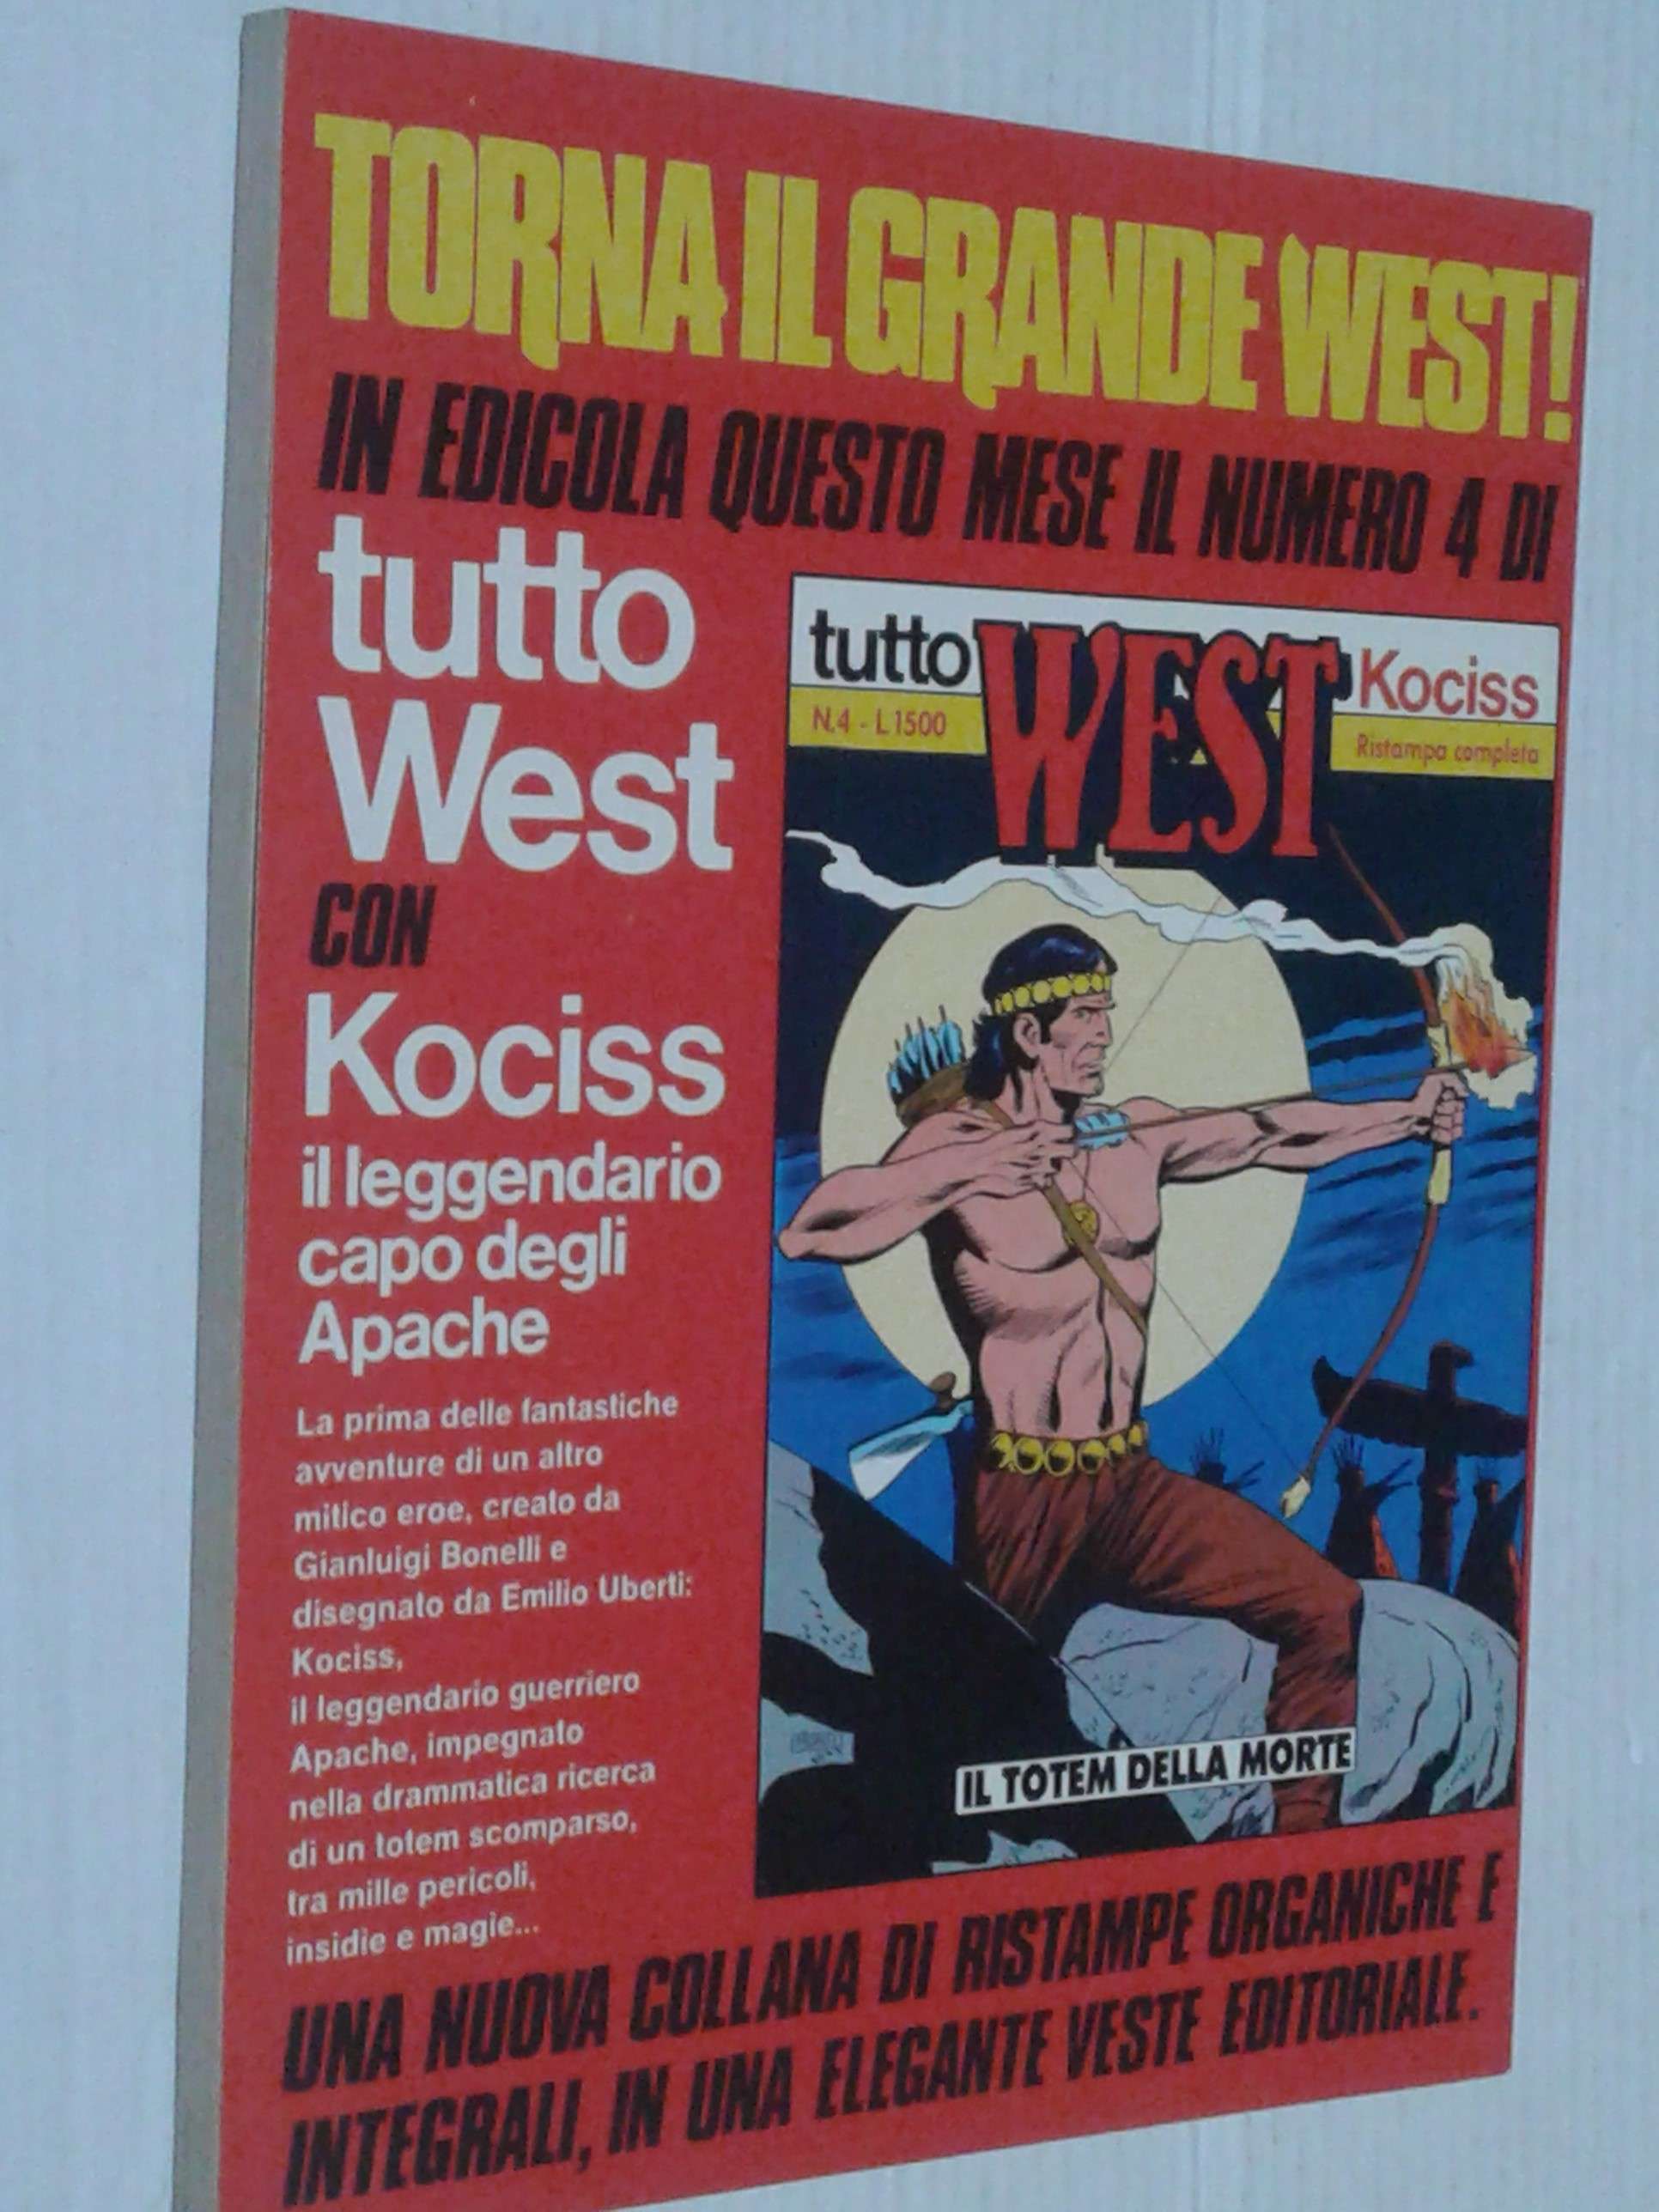 TORNA IL GRANDE WEST!
IN EDICOLA QUESTO MESE IL NUMERO 4 DI
tutto
West
CON
Kociss
il leggendario
capo degli
Apache
La prima delle fantastiche
avventure di un altro
mitico eroe, creato da
Gianluigi Bonelli e
disegnato da Emilio Uberti:
Kociss,
il leggendario guerriero
Apache, impegnato
nella drammatica ricerca
di un totem scomparso,
tra mille pericoli,
insidie e magie...
tutto WEST Kociss
N.4 - L.1500
Ristampa completa
IL TOTEM DELLA MORTE
UNA NUOVA COLLANA DI RISTAMPE ORGANICHE E
INTEGRALI, IN UNA ELEGANTE VESTE EDITORIALE.